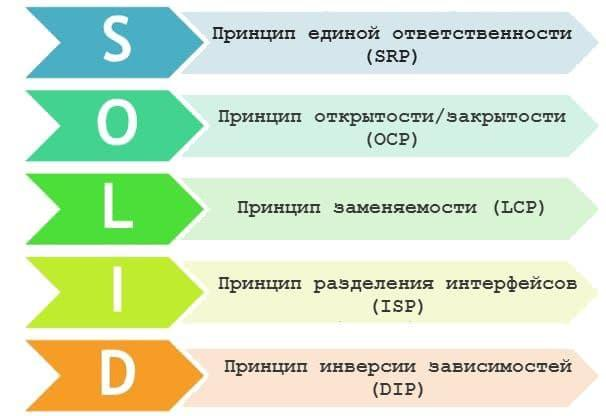 S
Принцип единой ответственности
(SRP)
O
Принцип открытости/закрытости
(OCP)
L
Принцип заменяемости (LCP)
I
Принцип разделения интерфейсов
(ISP)
D
Принцип инверсии зависимостей
(DIP)